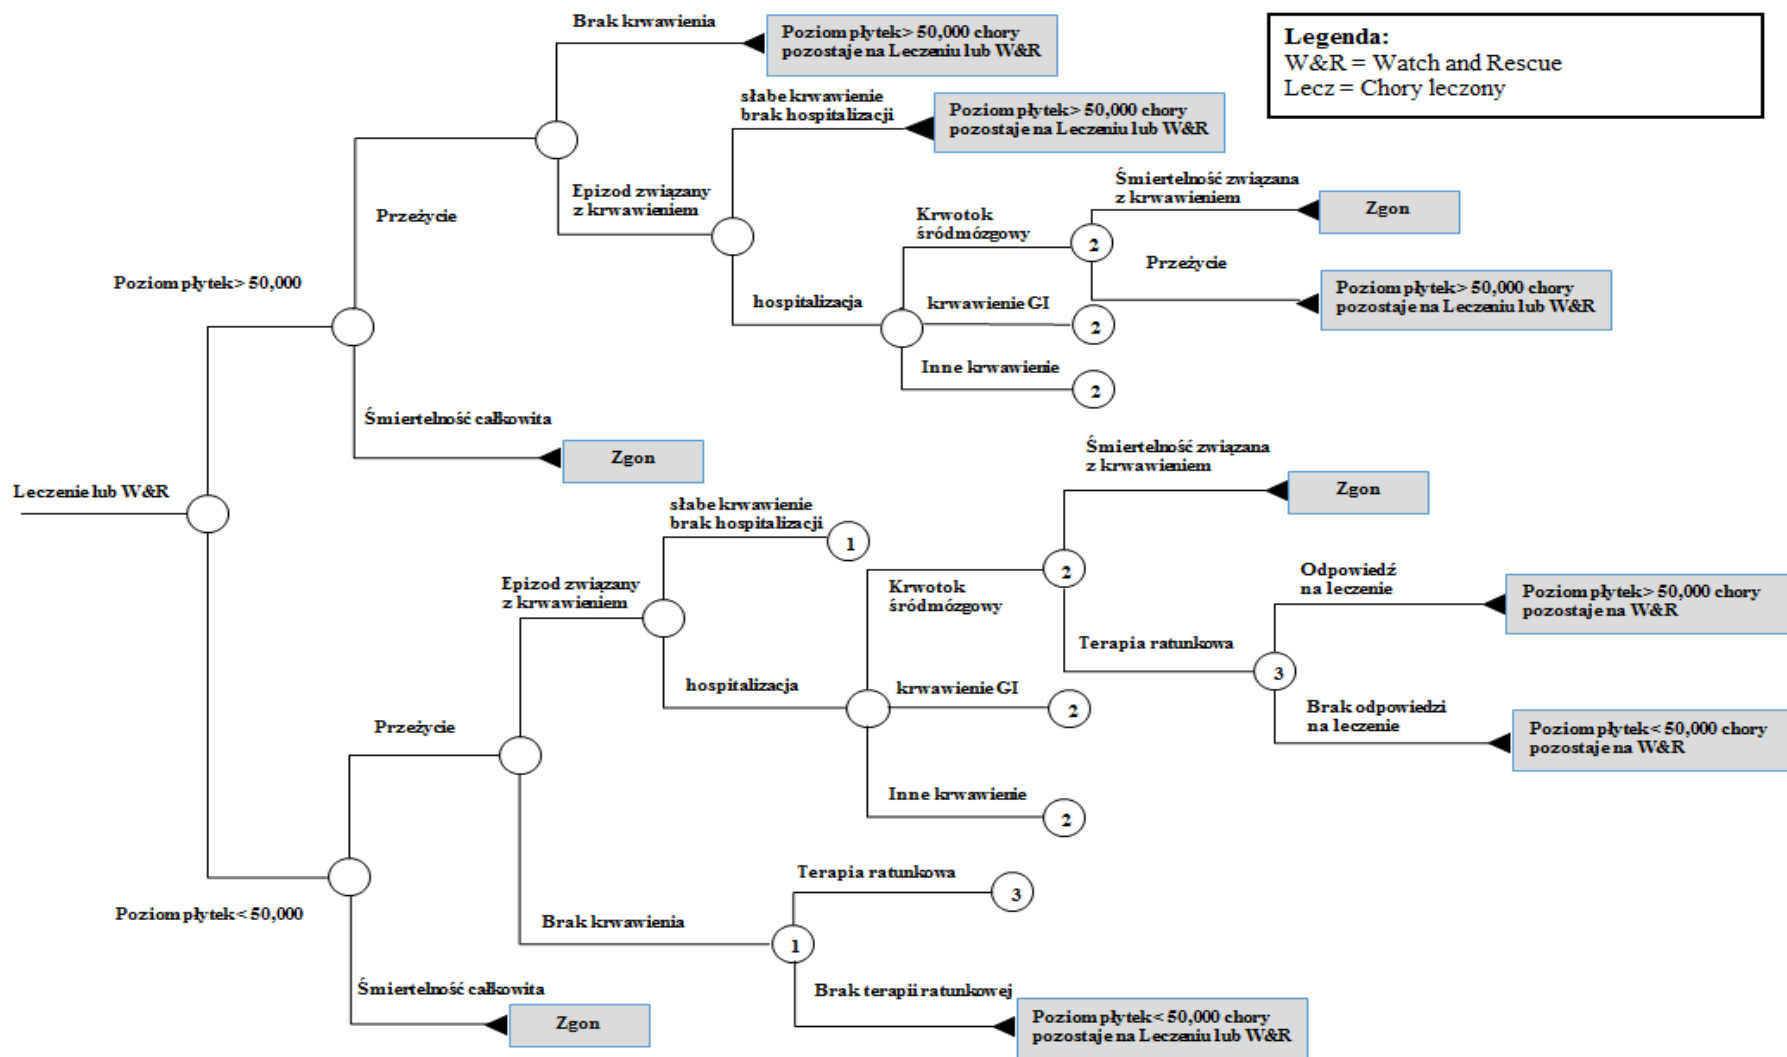 Brak krwawienia
Poziom płytek > 50,000 chory
pozostaje na Leczeniu lub W&R
Legenda:
W&R = Watch and Rescue
Lecz = Chory leczony
słabe krwawienie
brak hospitalizacji
Poziom płytek > 50,000 chory
pozostaje na Leczeniu lub W&R
Epizod związany
z krwawieniem
Śmiertelność związana
z krwawieniem
Zgon
Przeżycie
Krwotok
śródmózgowy
2
Przeżycie
Poziom płytek > 50,000
hospitalizacja
krwawienie GI
2
Poziom płytek > 50,000 chory
pozostaje na Leczeniu lub W&R
Inne krwawienie
2
Śmiertelność całkowita
Zgon
Śmiertelność związana
z krwawieniem
Zgon
Leczenie lub W&R
słabe krwawienie
brak hospitalizacji
1
Epizod związany
z krwawieniem
Krwotok
śródmózgowy
2
Odpowiedź
na leczenie
Poziom płytek > 50,000 chory
pozostaje na W&R
Terapia ratunkowa
3
hospitalizacja
krwawienie GI
2
Brak odpowiedzi
na leczenie
Poziom płytek < 50,000 chory
pozostaje na W&R
Przeżycie
Inne krwawienie
2
Terapia ratunkowa
3
Poziom płytek < 50,000
Brak krwawienia
1
Śmiertelność całkowita
Zgon
Brak terapii ratunkowej
Poziom płytek < 50,000 chory
pozostaje na Leczeniu lub W&R